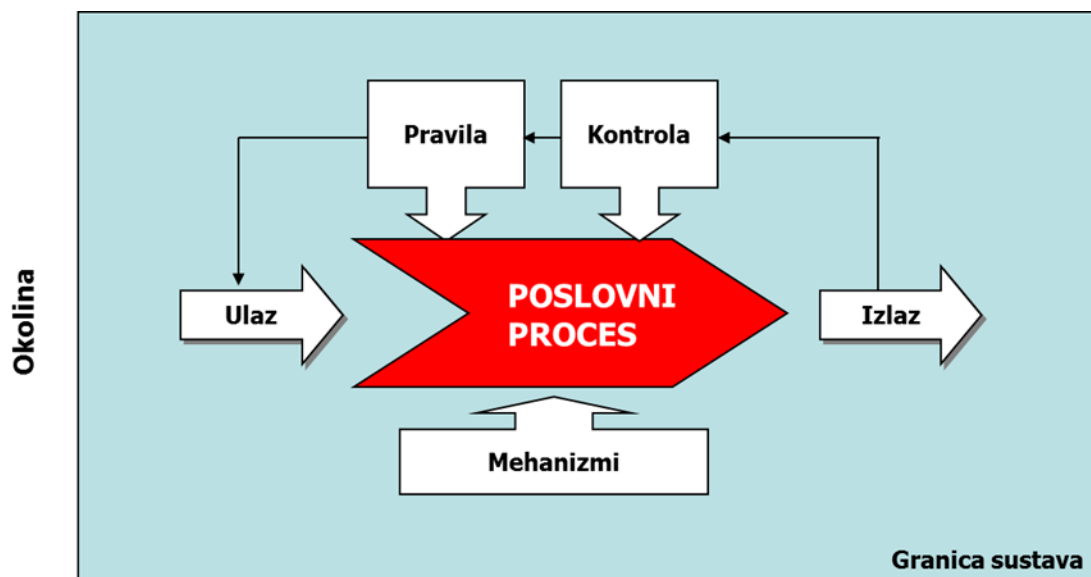 Pravila
Kontrola
Okolina
Ulaz
POSLOVNI
PROCES
Izlaz
Mehanizmi
Granica sustava